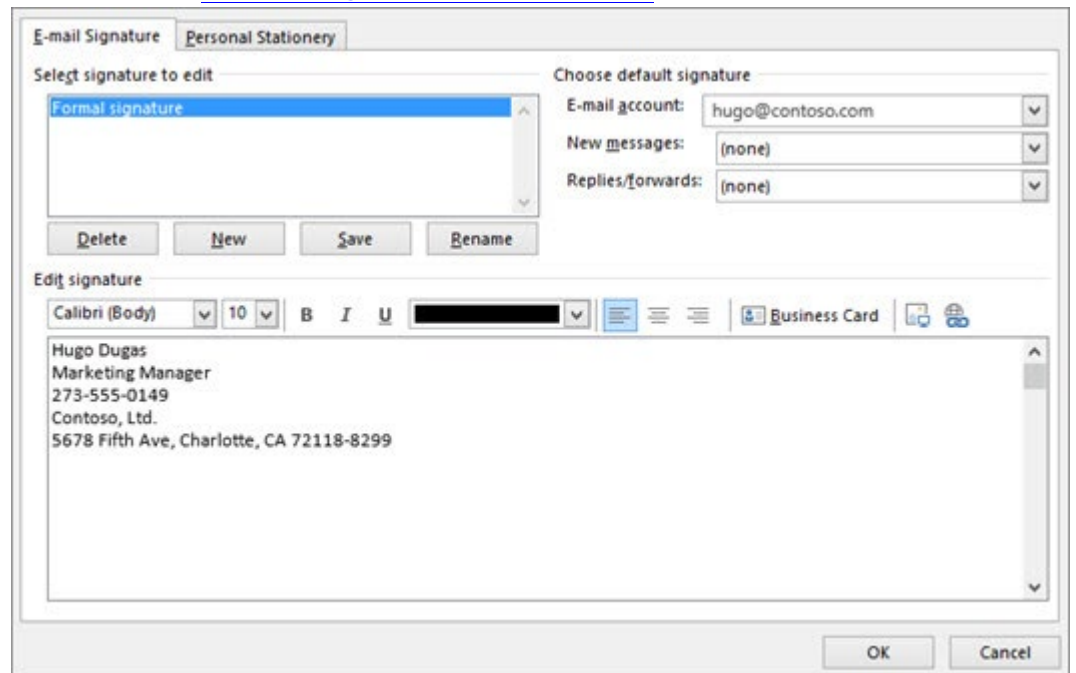 E-mail Signature
Personal Stationery
Select signature to edit
Formal signature
Delete
New
Save
Rename
Choose default signature
E-mail account: hugo@contoso.com
New messages: (none)
Replies/forwards: (none)
Edit signature
Calibri (Body) 10 B I U Business Card
Hugo Dugas
Marketing Manager
273-555-0149
Contoso, Ltd.
5678 Fifth Ave, Charlotte, CA 72118-8299
OK
Cancel